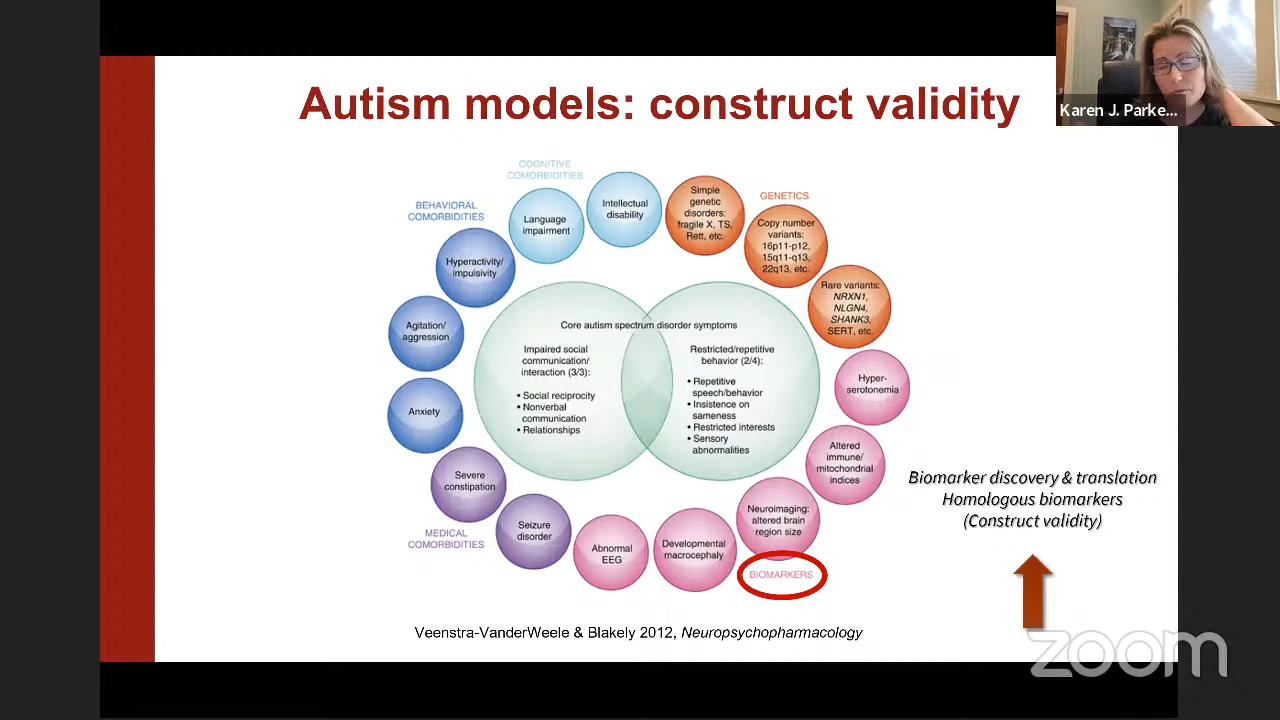 Autism models: construct validity
Karen J. Parke...
COGNITIVE
COMORBIDITIES
BEHAVIORAL
COMORBIDITIES
GENETICS
Language
impairment
Intellectual
disability
Simple
genetic
disorders:
fragile X, TS,
Rett, etc.
Copy number
variants:
16p11-p12,
15q11-q13,
22q13, etc.
Hyperactivity/
impulsivity
Rare variants:
NRXN1,
NLGN4,
SHANK3,
SERT, etc.
Agitation/
aggression
Core autism spectrum disorder symptoms
Impaired social
communication/
interaction (3/3):
• Social reciprocity
• Nonverbal
communication
• Relationships
Restricted/repetitive
behavior (2/4):
• Repetitive
speech/behavior
• Insistence on
sameness
• Restricted interests
• Sensory
abnormalities
Hyper-
serotonemia
Anxiety
Altered
immune/
mitochondrial
indices
Severe
constipation
Neuroimaging:
altered brain
region size
MEDICAL
COMORBIDITIES
Seizure
disorder
Abnormal
EEG
Developmental
macrocephaly
BIOMARKERS
Biomarker discovery & translation
Homologous biomarkers
(Construct validity)
Veenstra-VanderWeele & Blakely 2012, Neuropsychopharmacology
zoom